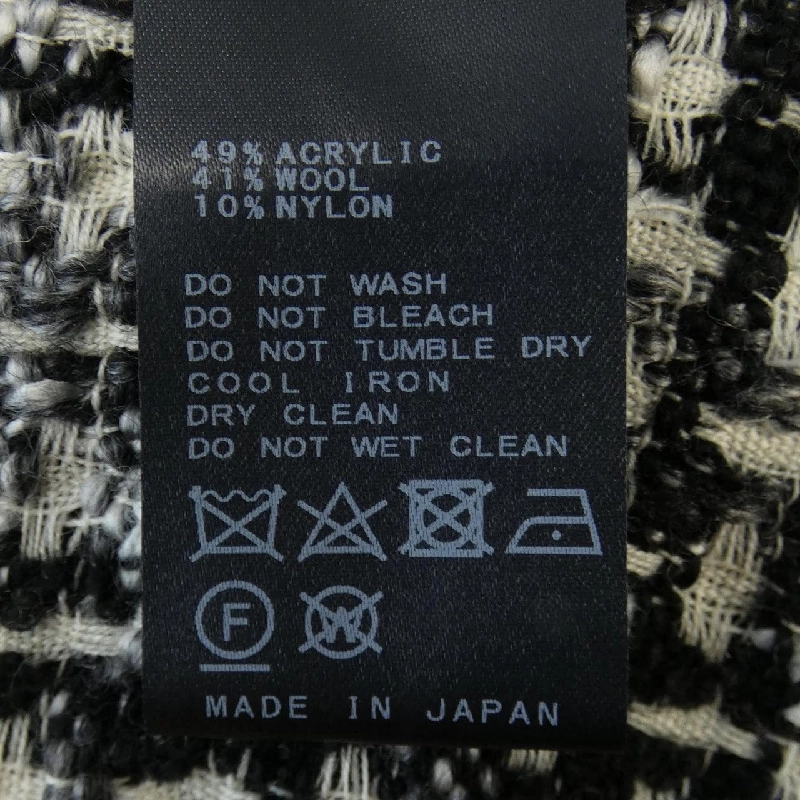 49% ACRYLIC
41% WOOL
10% NYLON
DO NOT WASH
DO NOT BLEACH
DO NOT TUMBLE DRY
COOL IRON
DRY CLEAN
DO NOT WET CLEAN
F W
MADE IN JAPAN